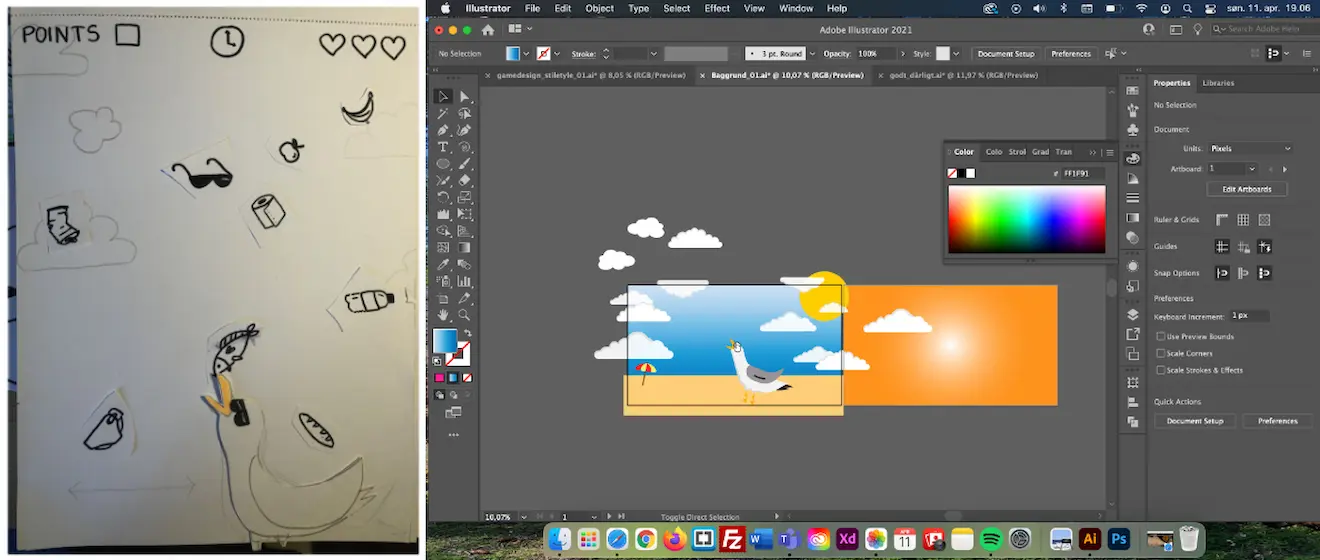 POINTS
Illustrator File Edit Object Type Select Effect View Window Help
søn. 11. apr. 19.06
Adobe Illustrator 2021
Search Adobe Help
No Selection
Stroke:
3 pt. Round
Opacity: 100%
Style:
Document Setup
Preferences
gamedesign_stiletyle_01.ai* @ 8,05 % (RGB/Preview)
Baggrund_01.ai* @ 10,07 % (RGB/Preview)
godt_dårligt.ai* @ 11,97 % (RGB/Preview)
Properties Libraries
No Selection
Document
Units: Pixels
Artboard: 1
Edit Artboards
Ruler & Grids
Guides
Snap Options
Preferences
Keyboard Increment: 1 px
Use Preview Bounds
Scale Corners
Scale Strokes & Effects
Quick Actions
Document Setup Preferences
Color Colo Strol Grad Tran
# FF1F91
10,07% 1 Toggle Direct Selection
APR
11
Fz
W
Xd
Ai
Ps